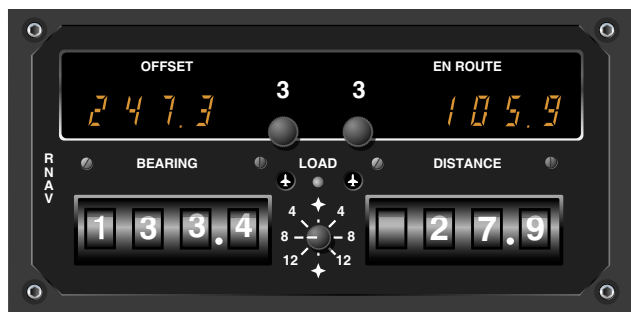 OFFSET EN ROUTE
247.3 3 3 105.9
RNAV BEARING LOAD DISTANCE
133.4 27.9
4 4
8 8
12 12